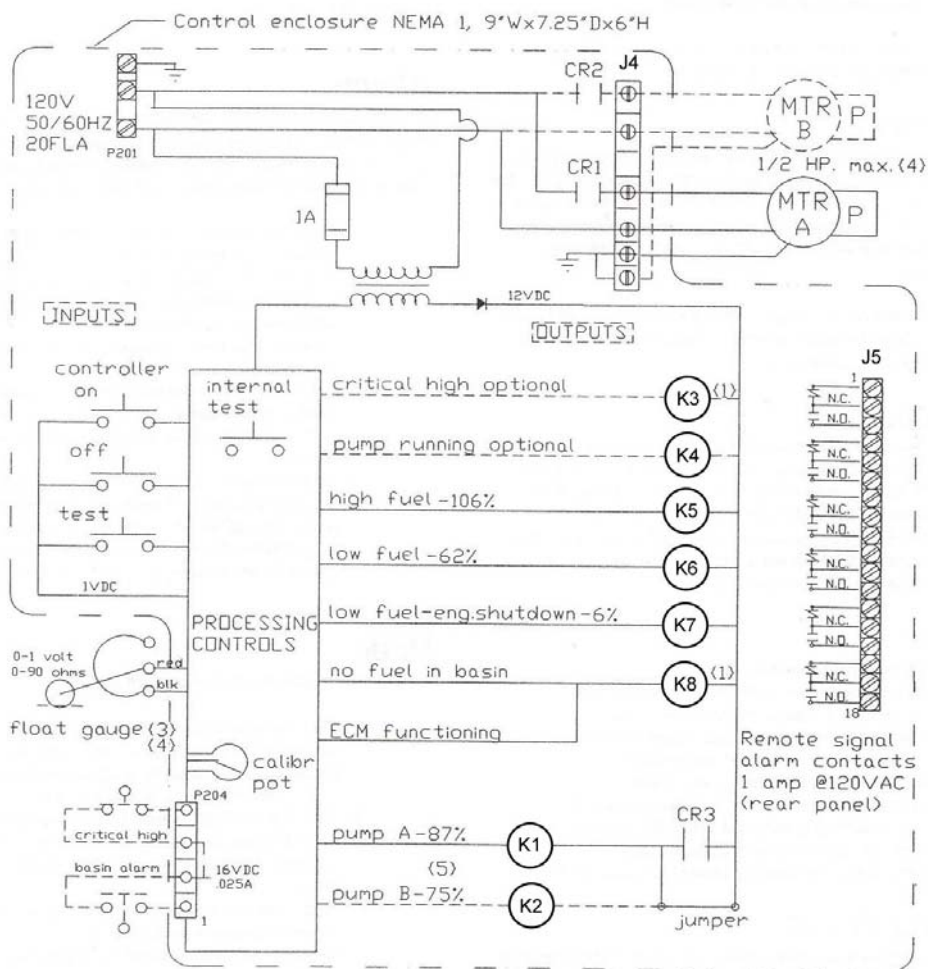 Control enclosure NEMA 1, 9"Wx7.25"Dx6"H
J4
CR2
120V
50/60HZ
20FLA
P201
MTR
B
P
1/2 HP. max.(4)
CR1
MTR
A
P
1A
12VDC
INPUTS
OUTPUTS
J5
controller
on
off
test
1VDC
internal
test
PROCESSING
CONTROLS
critical high optional
K3
(1)
pump running optional
K4
high fuel-106%
K5
low fuel-62%
K6
low fuel-eng.shutdown-6%
K7
no fuel in basin
K8
(1)
ECM functioning
1
N.C.
N.O.
N.C.
N.O.
N.C.
N.O.
N.C.
N.O.
N.C.
N.O.
N.C.
N.O.
18
0-1 volt
0-90 ohms
red
blk
float gauge(3)
(4)
calibr
pot
P204
critical high
basin alarm
16VDC
.025A
1
Remote signal
alarm contacts
1 amp @120VAC
(rear panel)
pump A-87%
K1
CR3
(5)
pump B-75%
K2
jumper